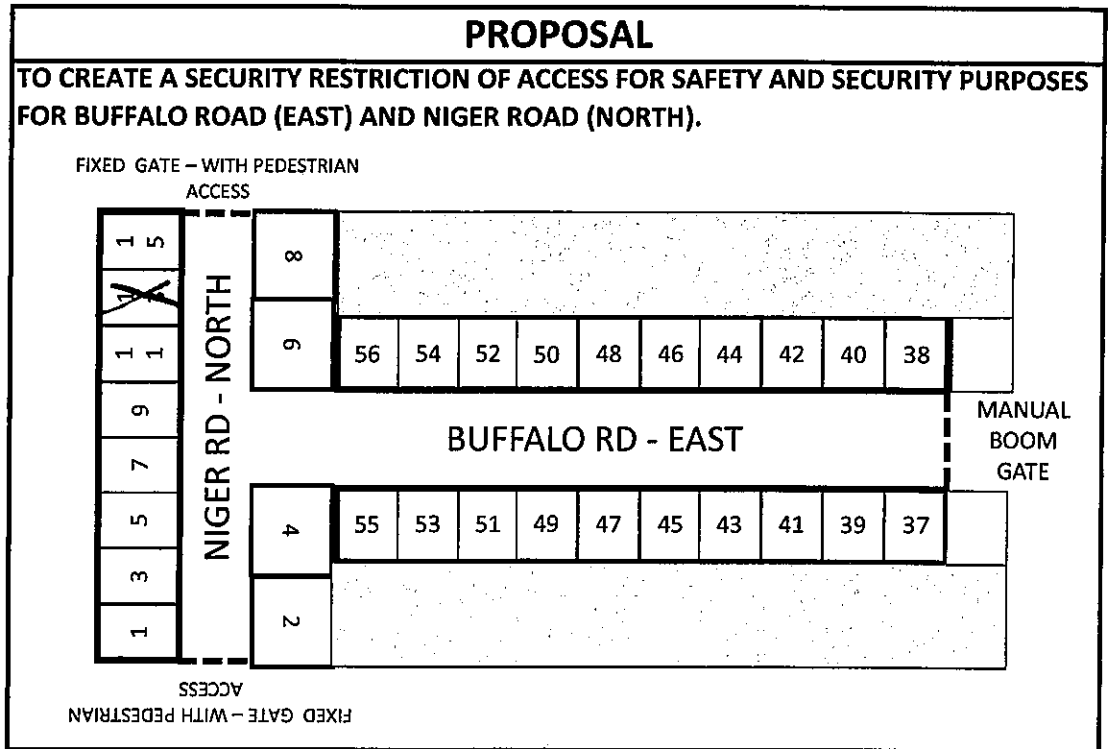 PROPOSAL
TO CREATE A SECURITY RESTRICTION OF ACCESS FOR SAFETY AND SECURITY PURPOSES
FOR BUFFALO ROAD (EAST) AND NIGER ROAD (NORTH).
FIXED GATE – WITH PEDESTRIAN
ACCESS
15
11
9
7
5
3
1
NIGER RD - NORTH
8
6
4
2
56 54 52 50 48 46 44 42 40 38
BUFFALO RD - EAST
MANUAL
BOOM
GATE
55 53 51 49 47 45 43 41 39 37
FIXED GATE – WITH PEDESTRIAN
ACCESS